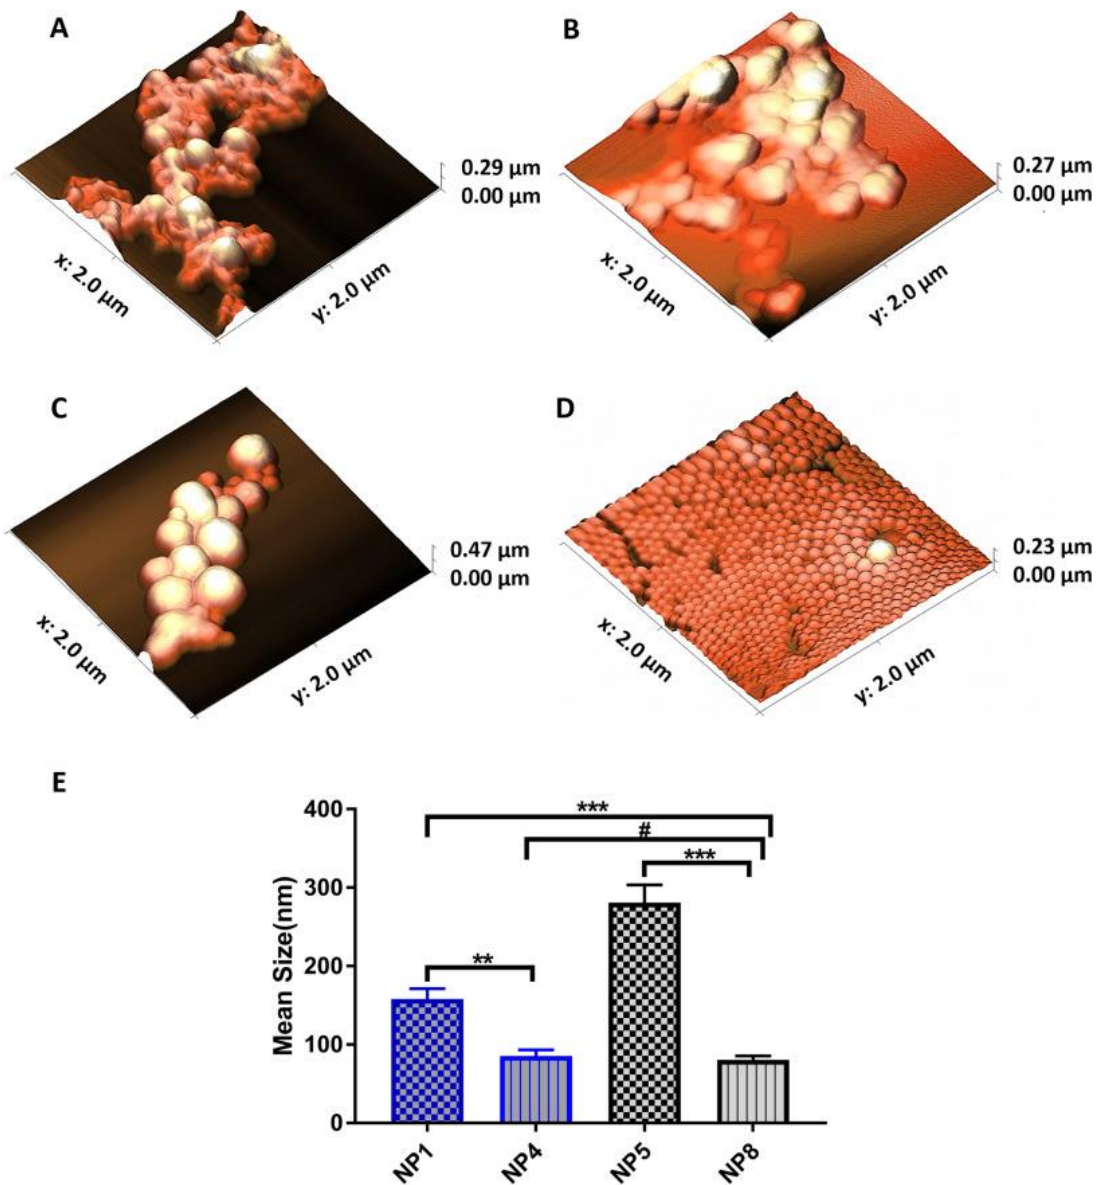 A
0.29 µm
0.00 µm
x: 2.0 µm
y: 2.0 µm
B
0.27 µm
0.00 µm
x: 2.0 µm
y: 2.0 µm
C
0.47 µm
0.00 µm
x: 2.0 µm
y: 2.0 µm
D
0.23 µm
0.00 µm
x: 2.0 µm
y: 2.0 µm
E
Mean Size(nm)
400
300
200
100
0
***
#
***
**
NP1
NP4
NP5
NP8